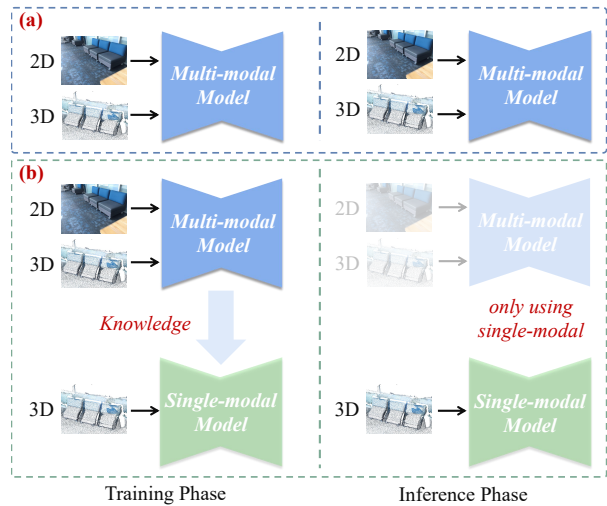 (a)
2D
3D
Multi-modal
Model
2D
3D
Multi-modal
Model
(b)
2D
3D
Multi-modal
Model
Knowledge
3D
Single-modal
Model
2D
3D
Multi-modal
Model
only using
single-modal
3D
Single-modal
Model
Training Phase
Inference Phase